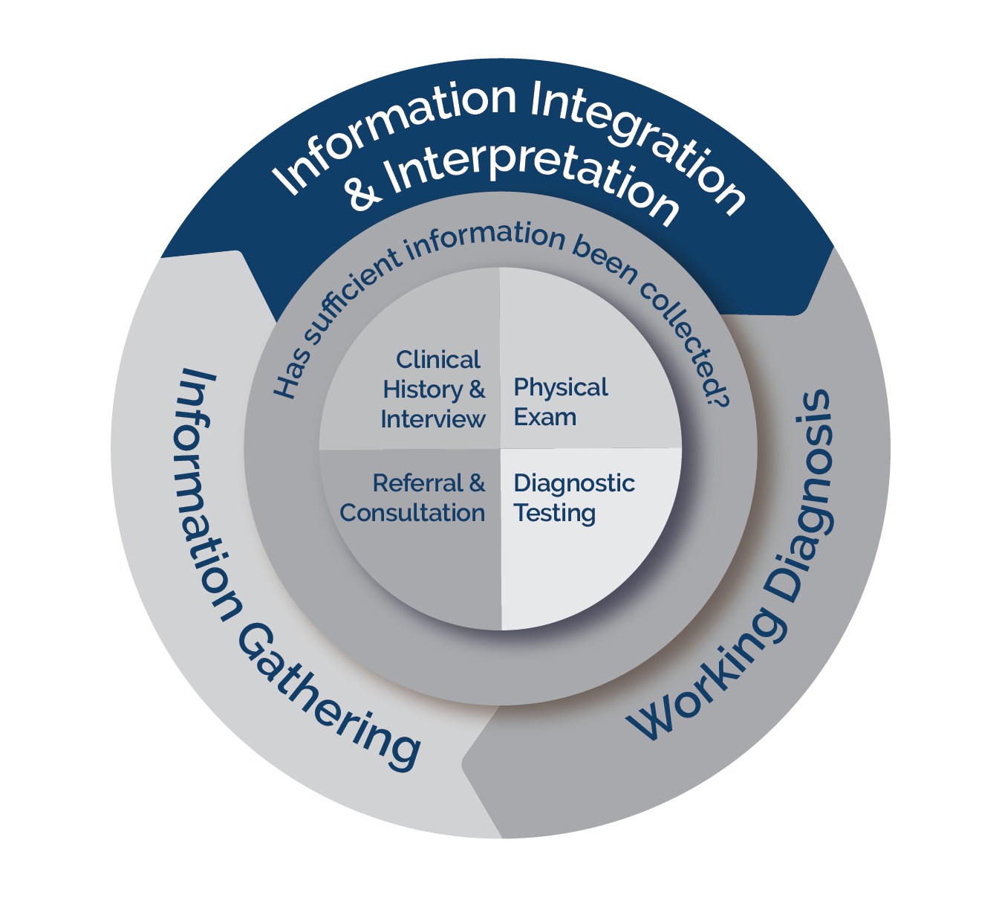 Information Integration
& Interpretation
Has sufficient information been collected?
Clinical
History &
Interview
Physical
Exam
Referral &
Consultation
Diagnostic
Testing
Information Gathering
Working Diagnosis